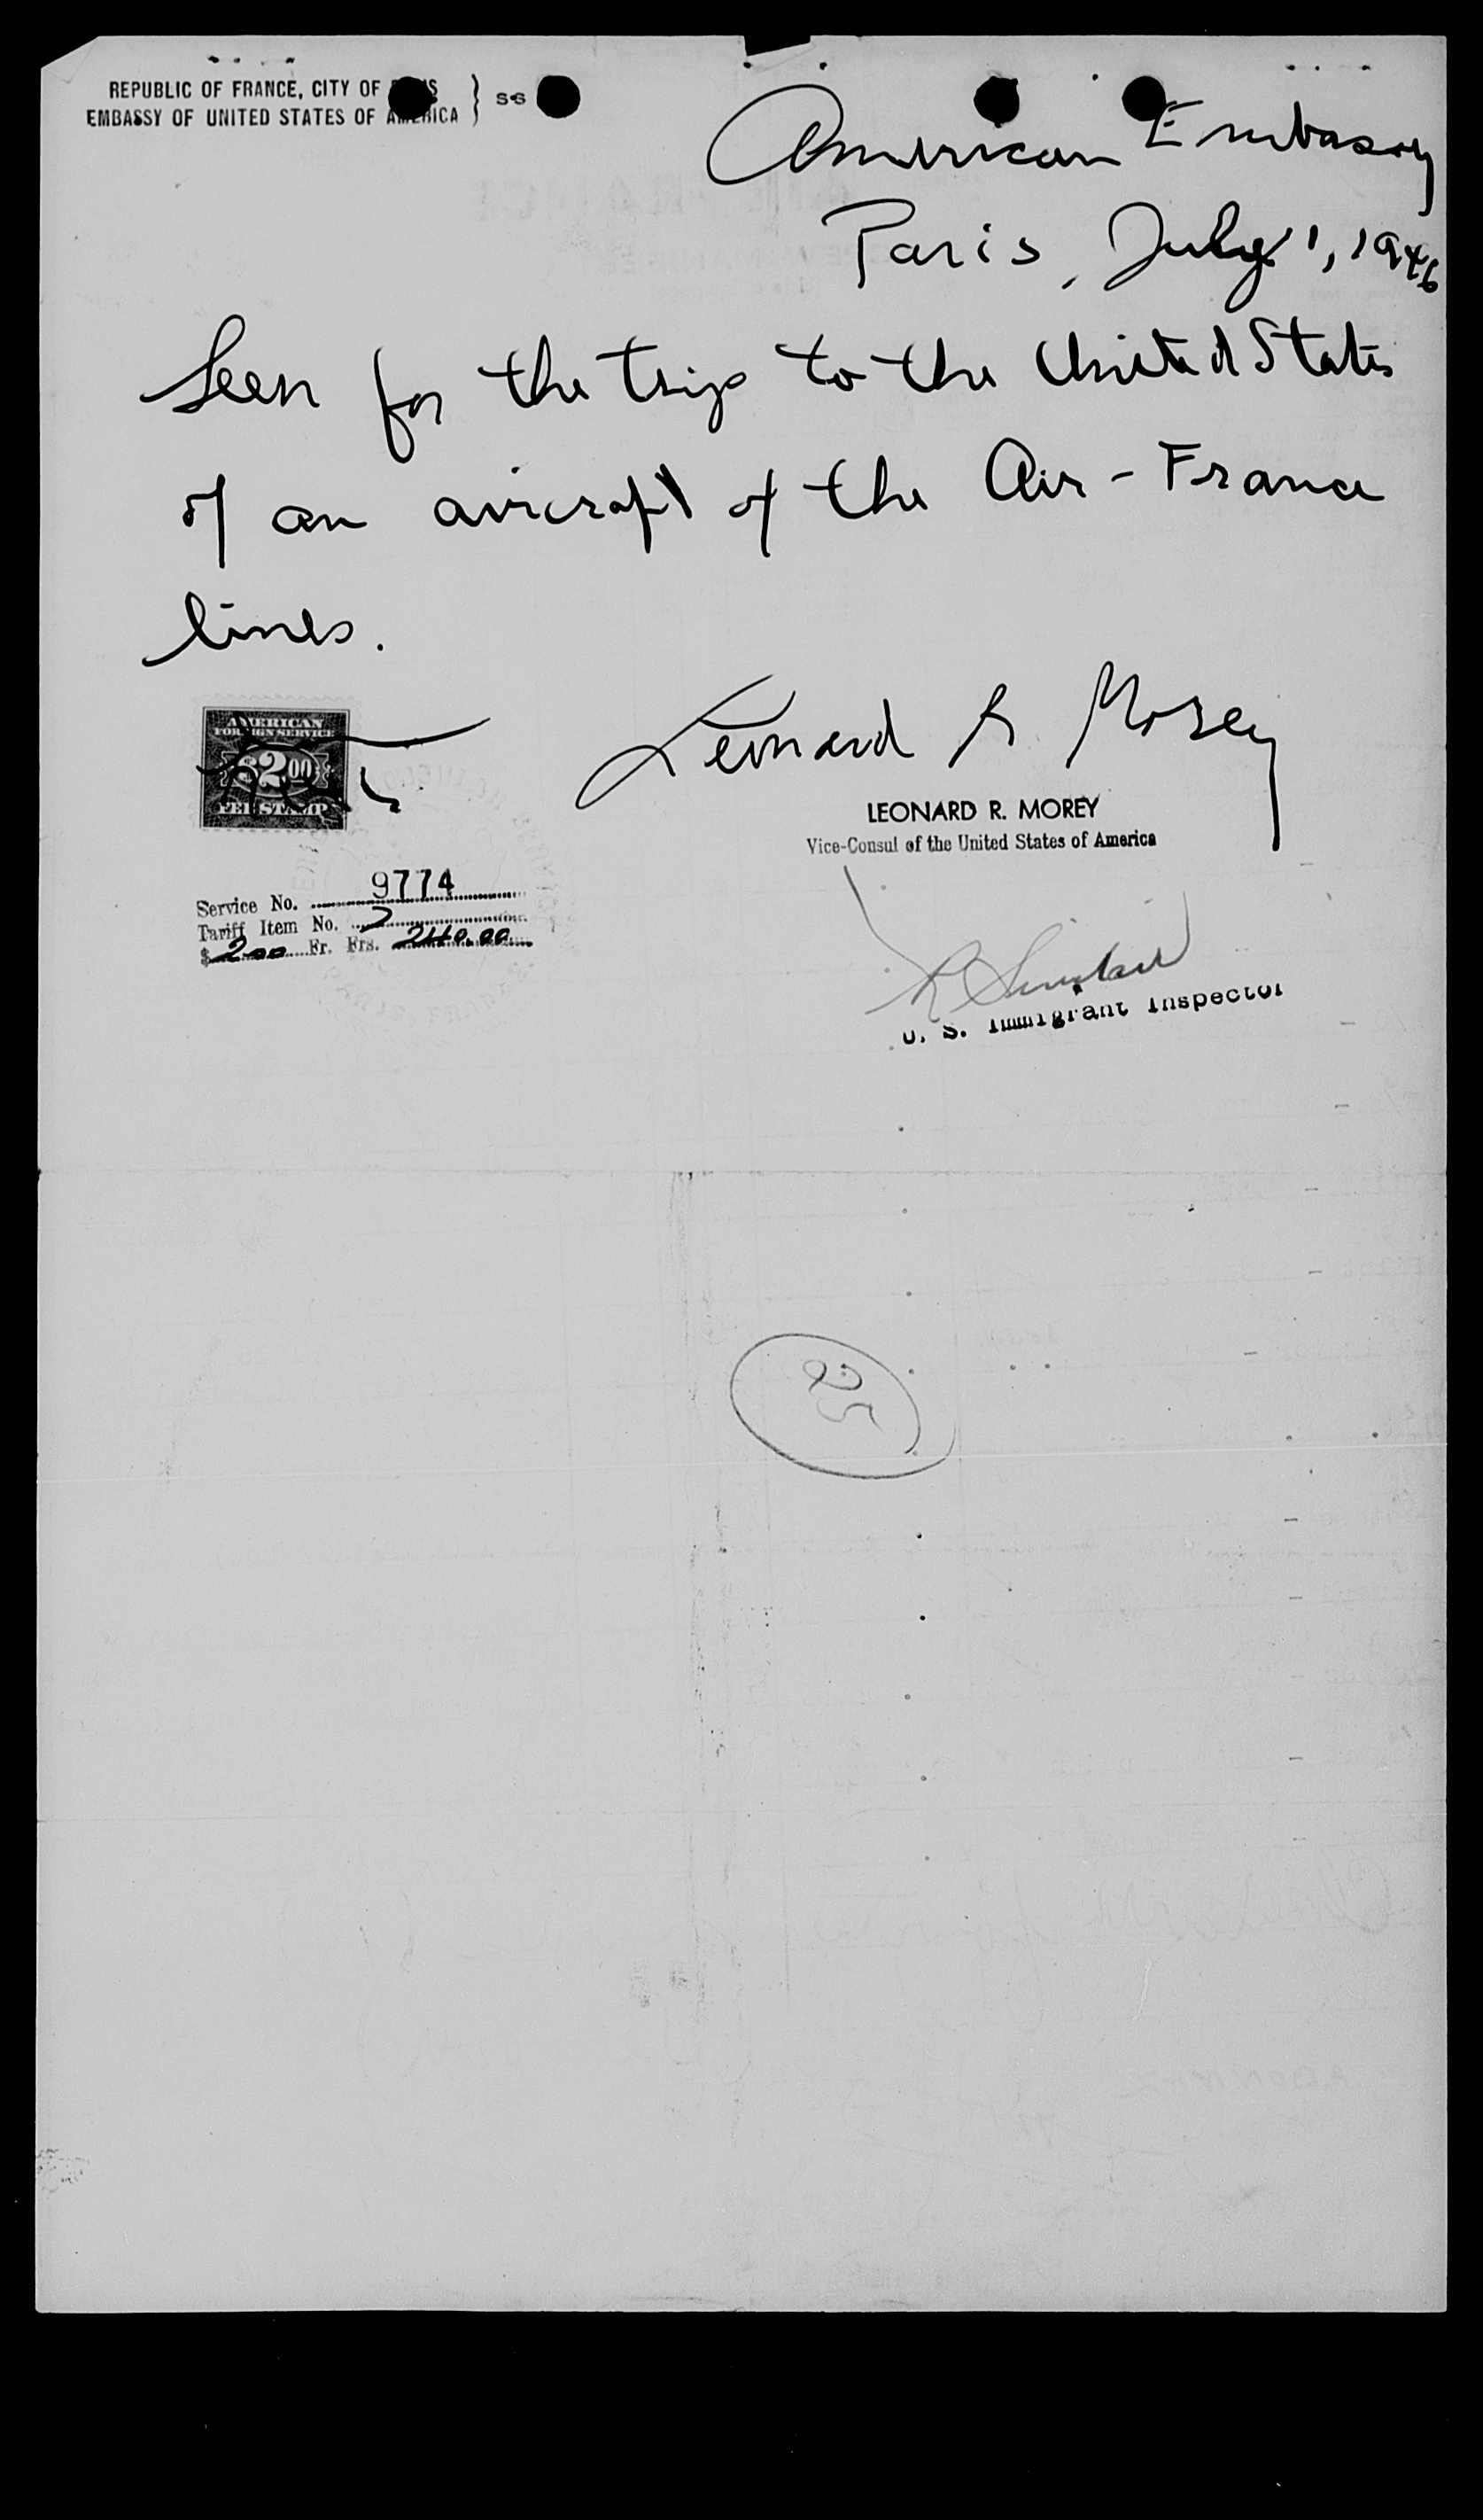 REPUBLIC OF FRANCE, CITY OF
EMBASSY OF UNITED STATES OF AMERICA } SS
American Embassy
Paris, July 1, 1946
Seen for the trip to the United States
of an aircraft of the Air-France
lines.
AMERICAN
FOREIGN SERVICE
$2.00
FEE STAMP
Leonard R Morey
LEONARD R. MOREY
Vice-Consul of the United States of America
Service No. 9774
Tariff Item No. 7
$ 2.00 Fr. Frs. 240.00
R Sinclair
U. S. Immigrant Inspector
25